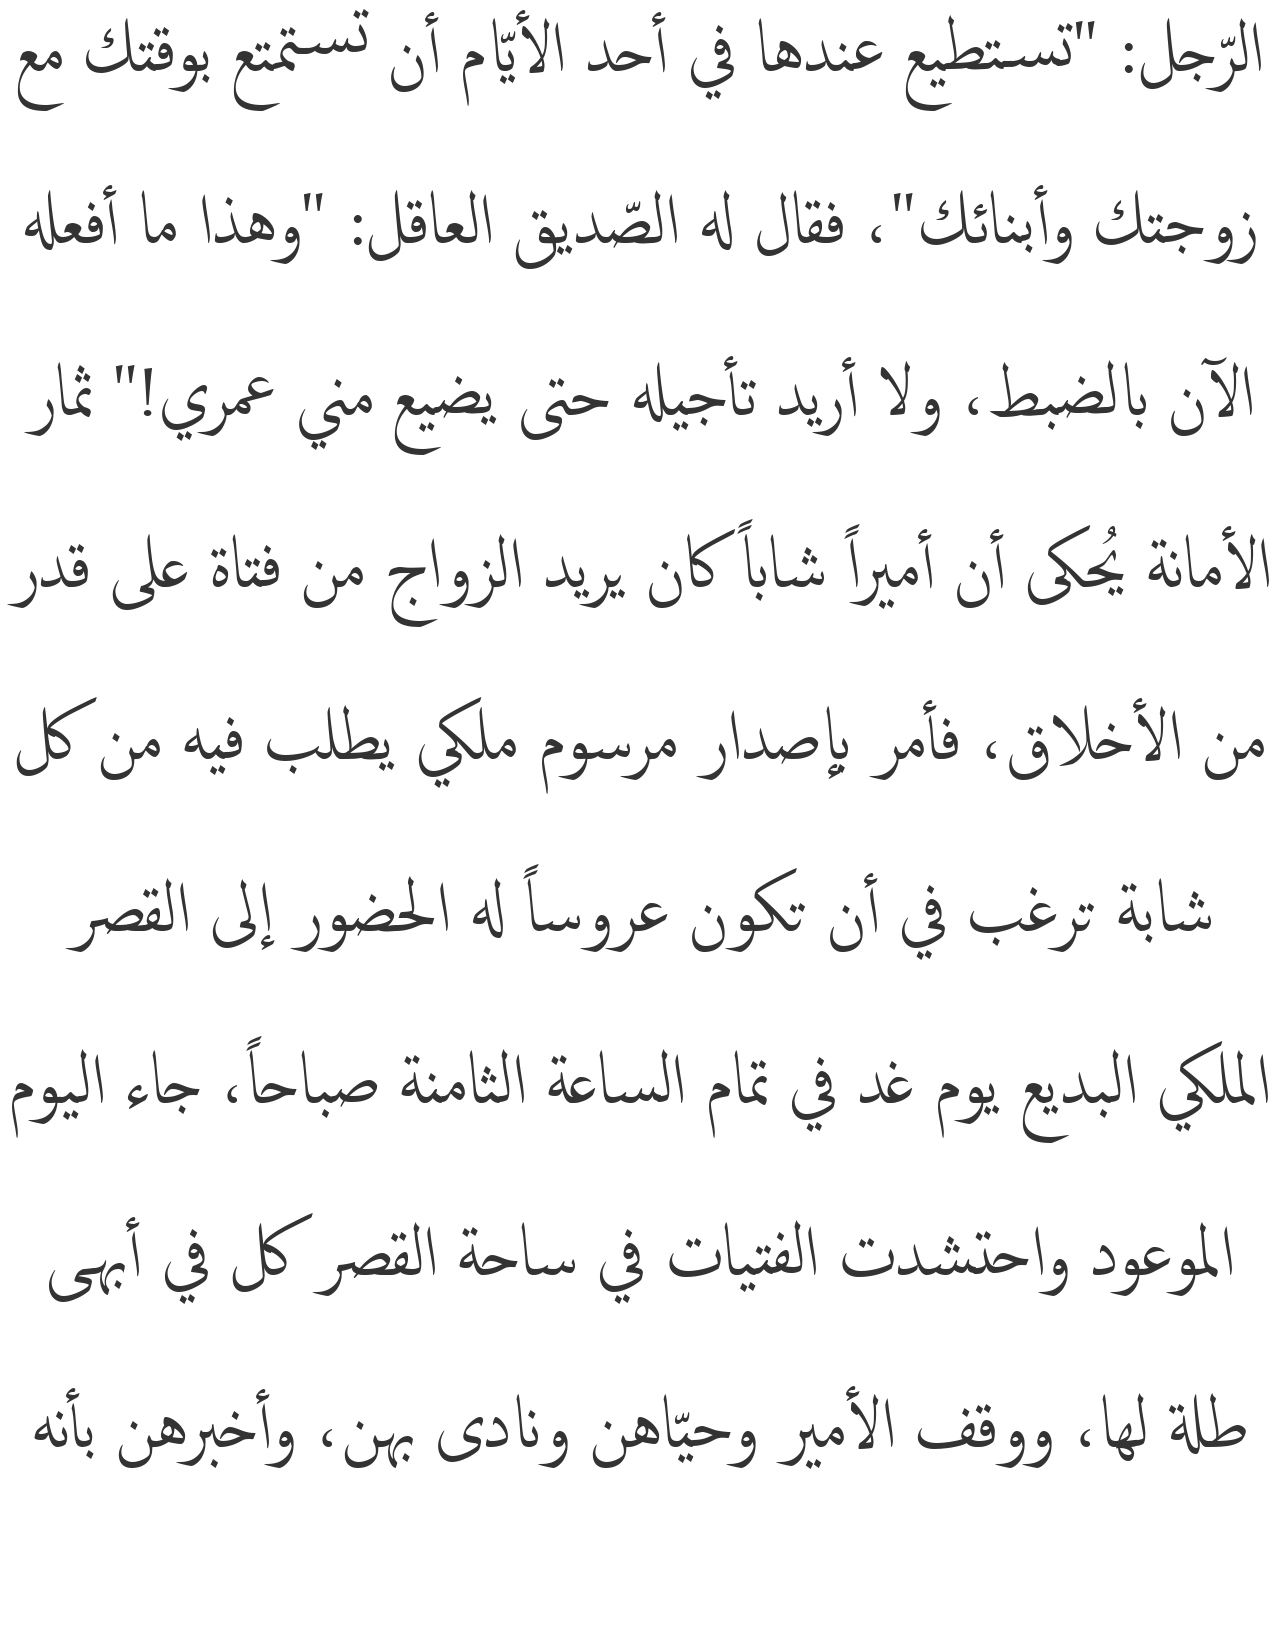 الرّجل: "تستطيع عندها في أحد الأيّام أن تستمتع بوقتك مع
زوجتك وأبنائك"، فقال له الصّديق العاقل: "وهذا ما أفعله
الآن بالضبط، ولا أريد تأجيله حتى يضيع مني عمري!" ثمار
الأمانة يُحكى أن أميراً شاباً كان يريد الزواج من فتاة على قدر
من الأخلاق، فأمر بإصدار مرسوم ملكي يطلب فيه من كل
شابة ترغب في أن تكون عروساً له الحضور إلى القصر
الملكي البديع يوم غد في تمام الساعة الثامنة صباحاً، جاء اليوم
الموعود واحتشدت الفتيات في ساحة القصر كل في أبهى
طلة لها، ووقف الأمير وحيّاهن ونادى بهن، وأخبرهن بأنه